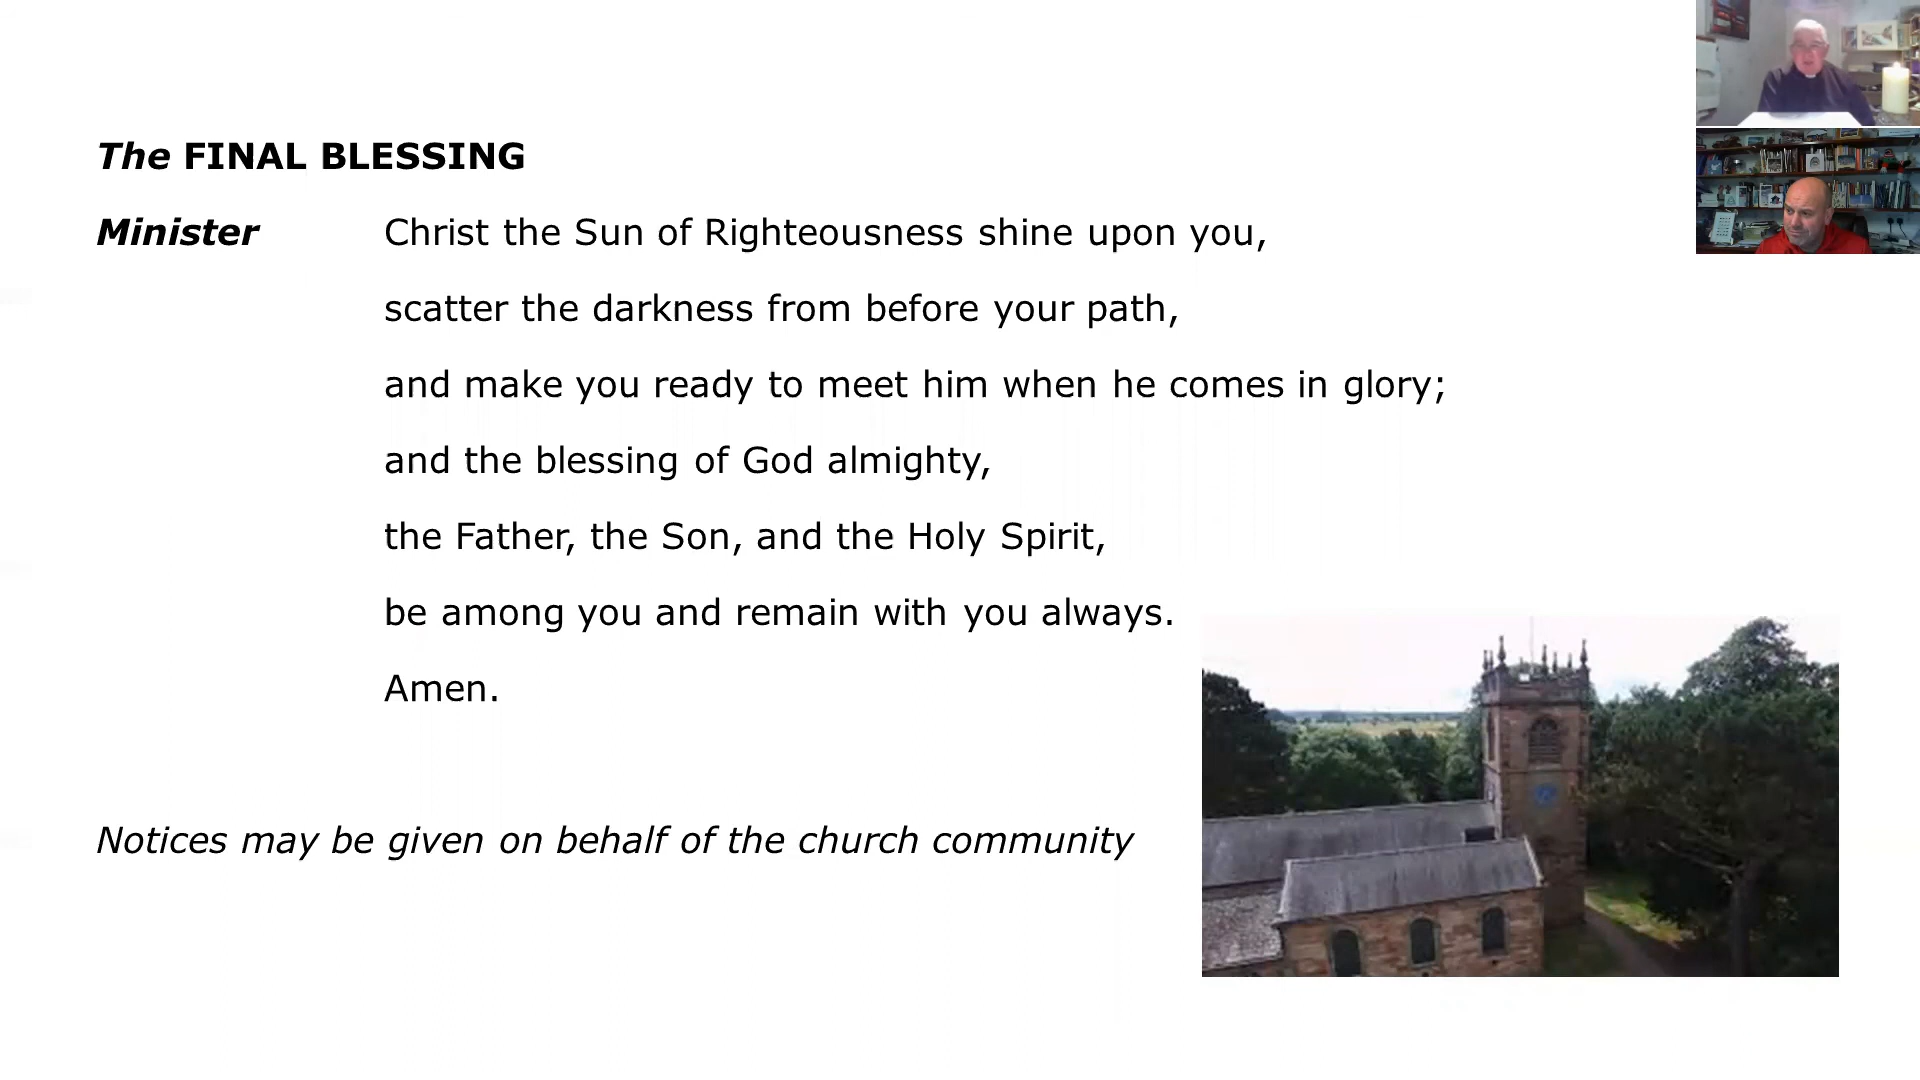 The FINAL BLESSING
Minister Christ the Sun of Righteousness shine upon you,
scatter the darkness from before your path,
and make you ready to meet him when he comes in glory;
and the blessing of God almighty,
the Father, the Son, and the Holy Spirit,
be among you and remain with you always.
Amen.
Notices may be given on behalf of the church community